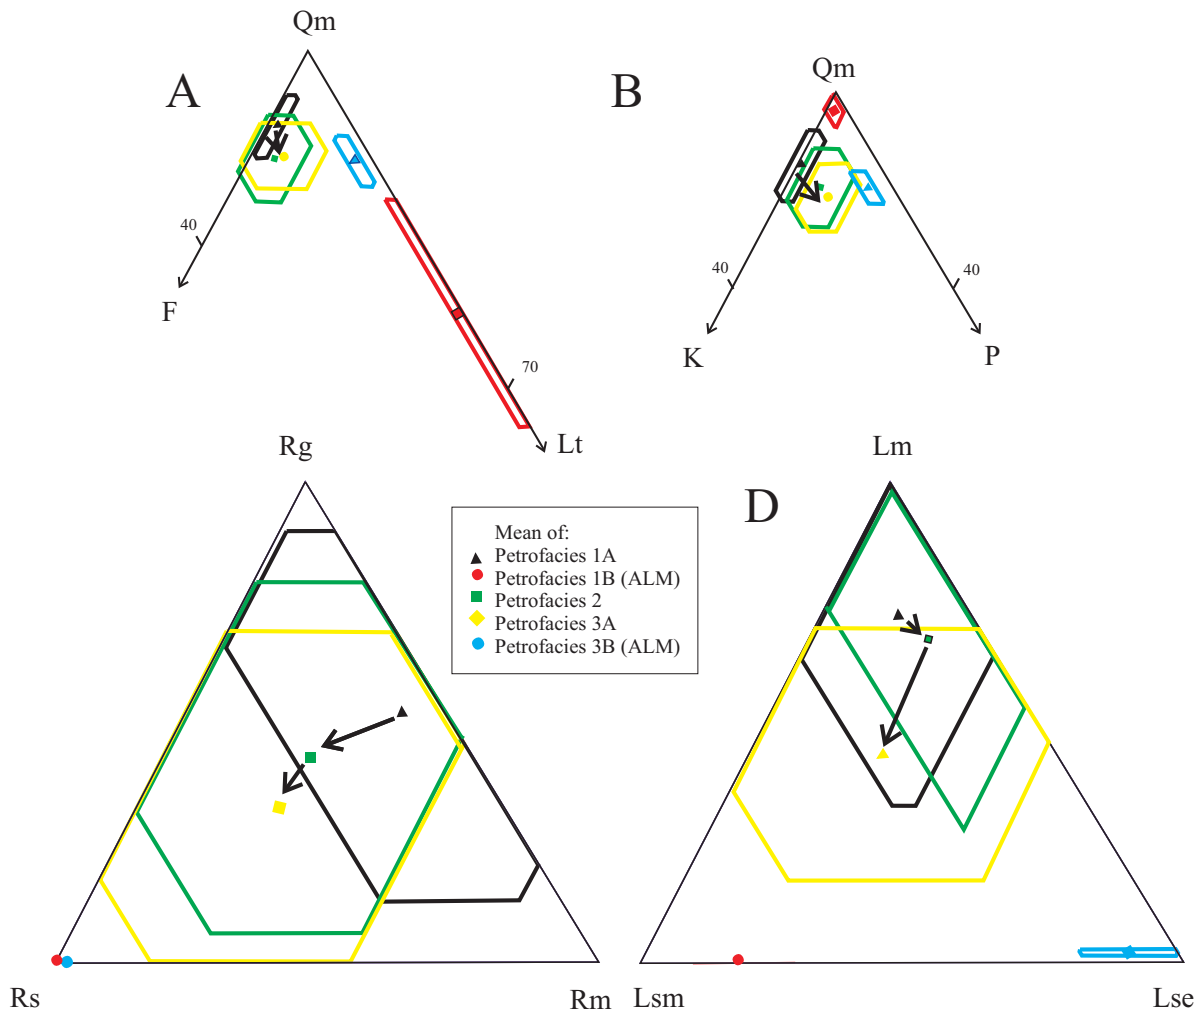 Qm
A
40
F
70
Lt
Qm
B
40
40
K
P
Rg
Rs
Rm
Mean of:
Petrofacies 1A
Petrofacies 1B (ALM)
Petrofacies 2
Petrofacies 3A
Petrofacies 3B (ALM)
Lm
D
Lsm
Lse